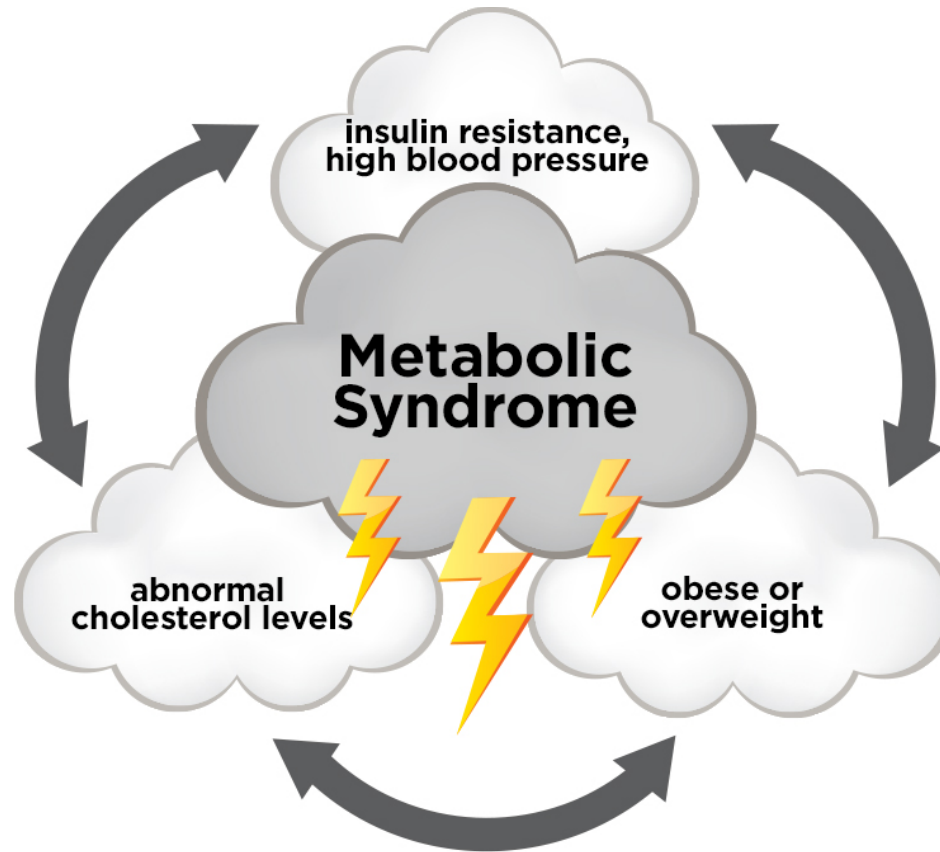 insulin resistance,
high blood pressure
Metabolic
Syndrome
abnormal
cholesterol levels
obese or
overweight